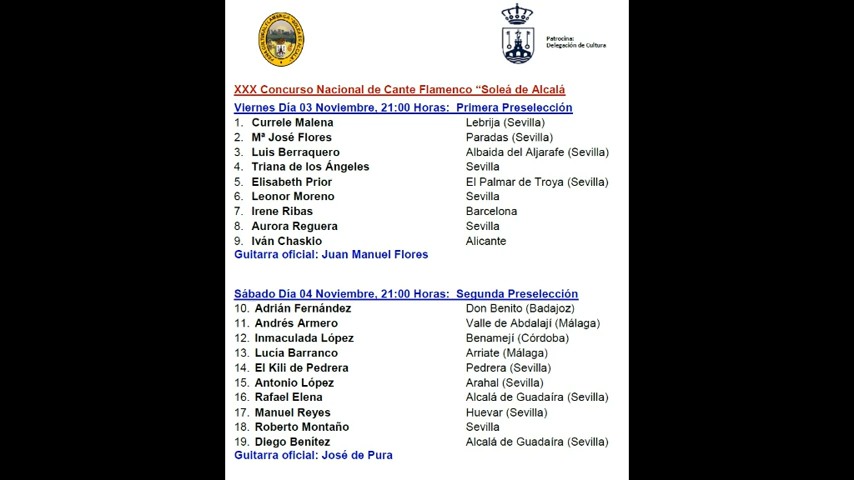 Patrocina:
Delegación de Cultura
XXX Concurso Nacional de Cante Flamenco “Soleá de Alcalá
Viernes Día 03 Noviembre, 21:00 Horas: Primera Preselección
1. Currele Malena Lebrija (Sevilla)
2. Mª José Flores Paradas (Sevilla)
3. Luis Berraquero Albaida del Aljarafe (Sevilla)
4. Triana de los Ángeles Sevilla
5. Elisabeth Prior El Palmar de Troya (Sevilla)
6. Leonor Moreno Sevilla
7. Irene Ribas Barcelona
8. Aurora Reguera Sevilla
9. Iván Chaskio Alicante
Guitarra oficial: Juan Manuel Flores
Sábado Día 04 Noviembre, 21:00 Horas: Segunda Preselección
10. Adrián Fernández Don Benito (Badajoz)
11. Andrés Armero Valle de Abdalají (Málaga)
12. Inmaculada López Benamejí (Córdoba)
13. Lucía Barranco Arriate (Málaga)
14. El Kili de Pedrera Pedrera (Sevilla)
15. Antonio López Arahal (Sevilla)
16. Rafael Elena Alcalá de Guadaíra (Sevilla)
17. Manuel Reyes Huevar (Sevilla)
18. Roberto Montaño Sevilla
19. Diego Benítez Alcalá de Guadaíra (Sevilla)
Guitarra oficial: José de Pura